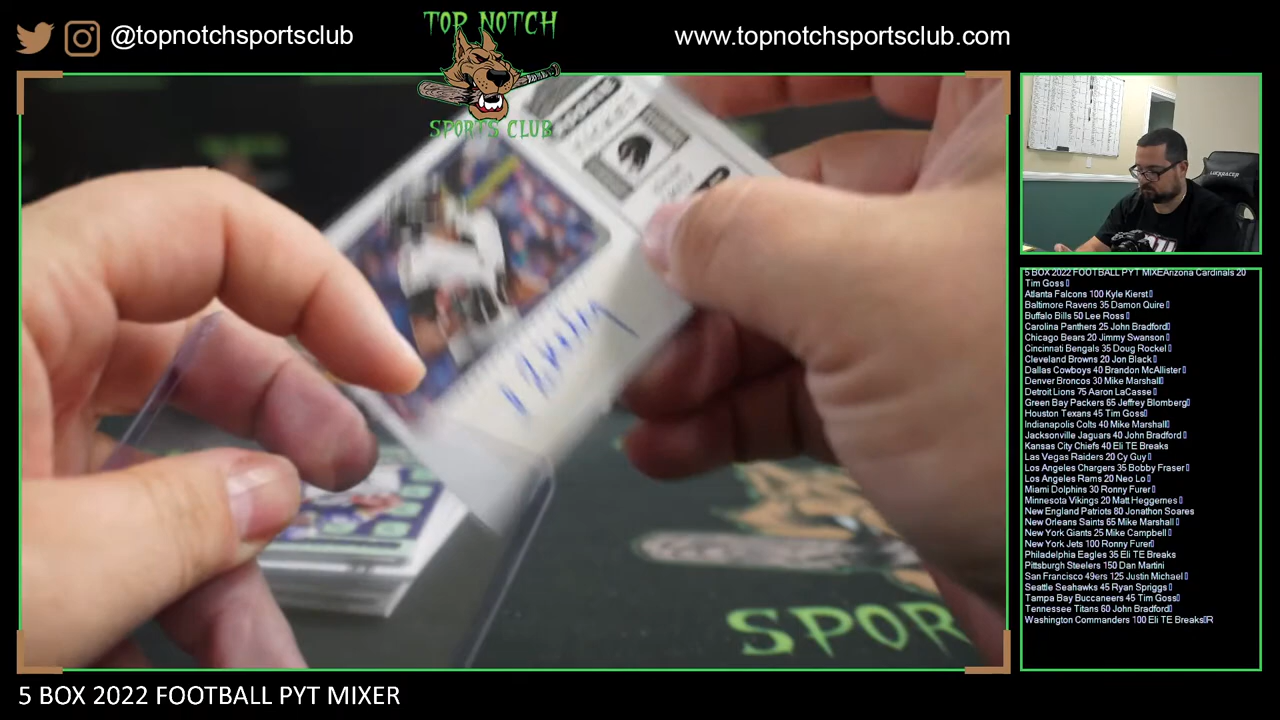 @topnotchsportsclub
TOP NOTCH
SPORTS CLUB
www.topnotchsportsclub.com
5 BOX 2022 FOOTBALL PYT MIXEArizona Cardinals 20
Tim Goss
Atlanta Falcons 100 Kyle Kierst
Baltimore Ravens 35 Damon Quire
Buffalo Bills 50 Lee Ross
Carolina Panthers 25 John Bradford
Chicago Bears 20 Jimmy Swanson
Cincinnati Bengals 35 Doug Rockel
Cleveland Browns 20 Jon Black
Dallas Cowboys 40 Brandon McAllister
Denver Broncos 30 Mike Marshall
Detroit Lions 75 Aaron LaCasse
Green Bay Packers 65 Jeffrey Blomberg
Houston Texans 45 Tim Goss
Indianapolis Colts 40 Mike Marshall
Jacksonville Jaguars 40 John Bradford
Kansas City Chiefs 40 Eli TE Breaks
Las Vegas Raiders 20 Cy Guy
Los Angeles Chargers 35 Bobby Fraser
Los Angeles Rams 20 Neo Lo
Miami Dolphins 30 Ronny Furer
Minnesota Vikings 20 Matt Heggernes
New England Patriots 80 Jonathon Soares
New Orleans Saints 65 Mike Marshall
New York Giants 25 Mike Campbell
New York Jets 100 Ronny Furer
Philadelphia Eagles 35 Eli TE Breaks
Pittsburgh Steelers 150 Dan Martini
San Francisco 49ers 125 Justin Michael
Seattle Seahawks 45 Ryan Spriggs
Tampa Bay Buccaneers 45 Tim Goss
Tennessee Titans 60 John Bradford
Washington Commanders 100 Eli TE Breaks R
SPOR
5 BOX 2022 FOOTBALL PYT MIXER